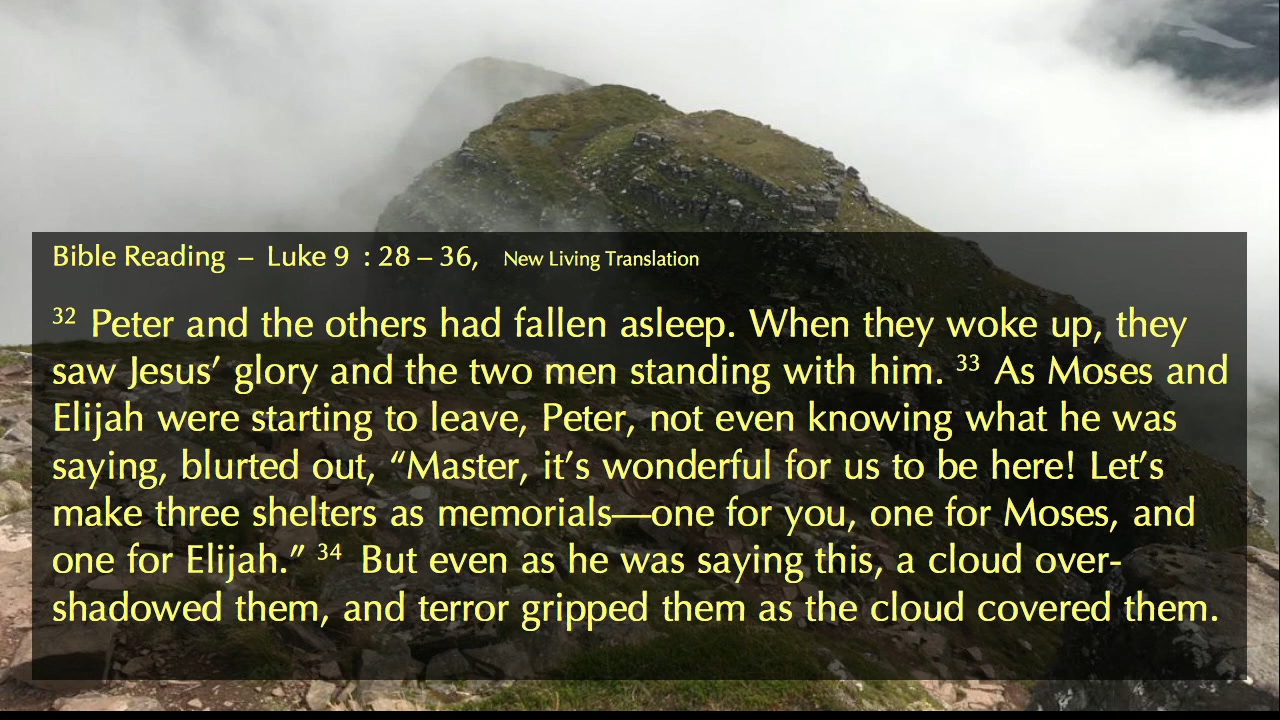 Bible Reading – Luke 9 : 28 – 36, New Living Translation
32 Peter and the others had fallen asleep. When they woke up, they
saw Jesus’ glory and the two men standing with him. 33 As Moses and
Elijah were starting to leave, Peter, not even knowing what he was
saying, blurted out, “Master, it’s wonderful for us to be here! Let’s
make three shelters as memorials—one for you, one for Moses, and
one for Elijah.” 34 But even as he was saying this, a cloud over-
shadowed them, and terror gripped them as the cloud covered them.